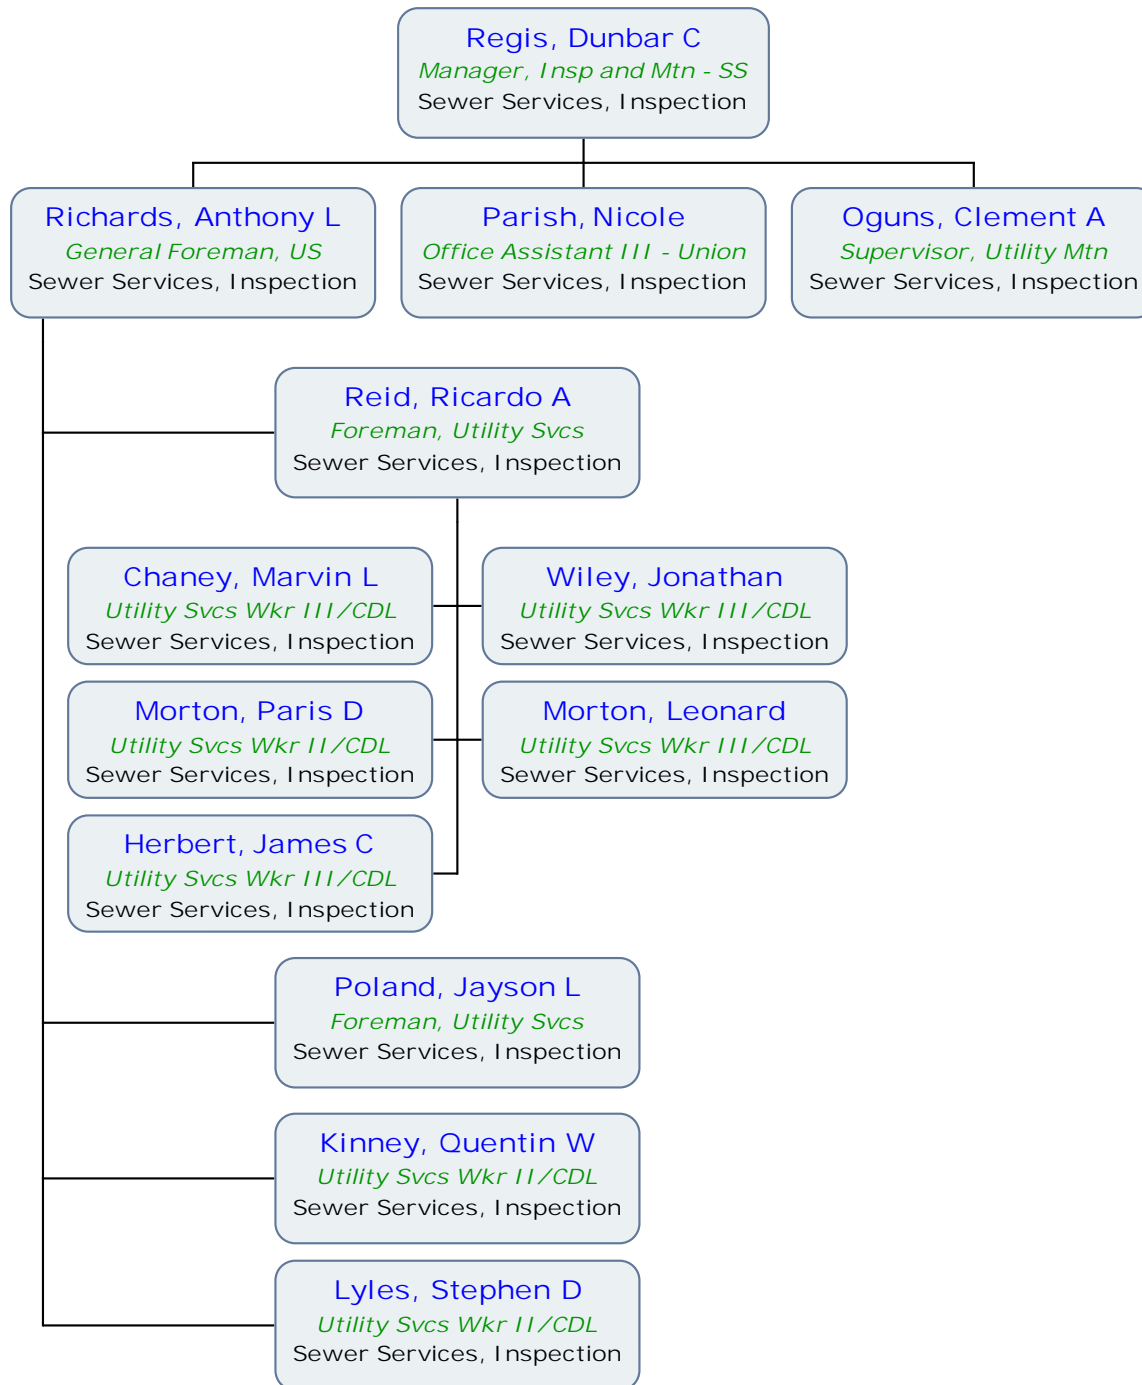 Regis, Dunbar C
Manager, Insp and Mtn - SS
Sewer Services, Inspection
Richards, Anthony L
General Foreman, US
Sewer Services, Inspection
Parish, Nicole
Office Assistant III - Union
Sewer Services, Inspection
Oguns, Clement A
Supervisor, Utility Mtn
Sewer Services, Inspection
Reid, Ricardo A
Foreman, Utility Svcs
Sewer Services, Inspection
Chaney, Marvin L
Utility Svcs Wkr III/CDL
Sewer Services, Inspection
Wiley, Jonathan
Utility Svcs Wkr III/CDL
Sewer Services, Inspection
Morton, Paris D
Utility Svcs Wkr II/CDL
Sewer Services, Inspection
Morton, Leonard
Utility Svcs Wkr III/CDL
Sewer Services, Inspection
Herbert, James C
Utility Svcs Wkr III/CDL
Sewer Services, Inspection
Poland, Jayson L
Foreman, Utility Svcs
Sewer Services, Inspection
Kinney, Quentin W
Utility Svcs Wkr II/CDL
Sewer Services, Inspection
Lyles, Stephen D
Utility Svcs Wkr II/CDL
Sewer Services, Inspection